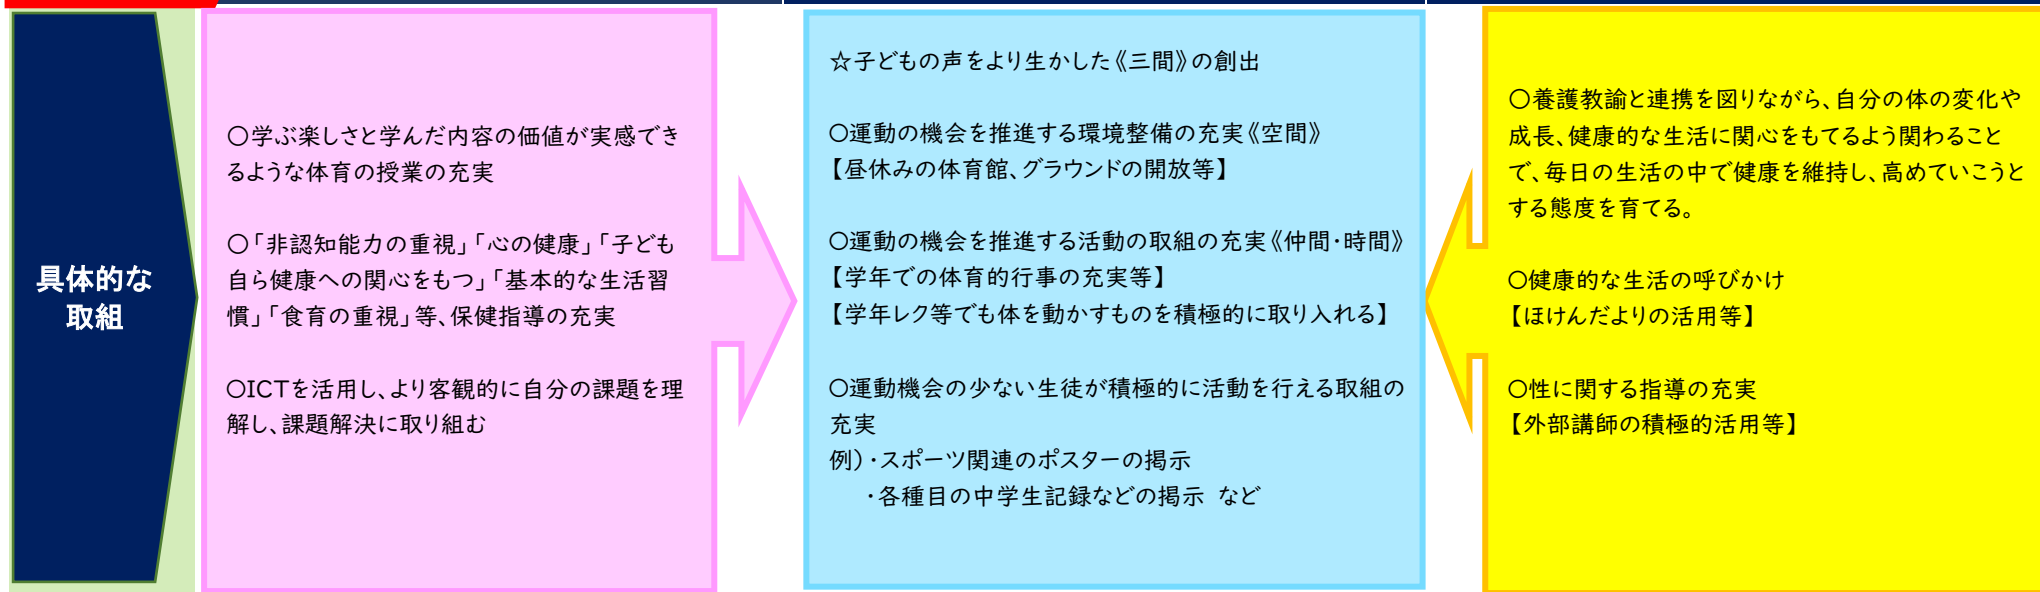 具体的な
取組
〇学ぶ楽しさと学んだ内容の価値が実感でき
るような体育の授業の充実
〇「非認知能力の重視」「心の健康」「子ども
自ら健康への関心をもつ」「基本的な生活習
慣」「食育の重視」等、保健指導の充実
〇ICTを活用し、より客観的に自分の課題を理
解し、課題解決に取り組む
☆子どもの声をより生かした《三間》の創出
〇運動の機会を推進する環境整備の充実《空間》
【昼休みの体育館、グラウンドの開放等】
〇運動の機会を推進する活動の取組の充実《仲間・時間》
【学年での体育的行事の充実等】
【学年レク等でも体を動かすものを積極的に取り入れる】
〇運動機会の少ない生徒が積極的に活動を行える取組の
充実
例）・スポーツ関連のポスターの掲示
・各種目の中学生記録などの掲示 など
〇養護教諭と連携を図りながら、自分の体の変化や
成長、健康的な生活に関心をもてるよう関わること
で、毎日の生活の中で健康を維持し、高めていこうと
する態度を育てる。
〇健康的な生活の呼びかけ
【ほけんだよりの活用等】
〇性に関する指導の充実
【外部講師の積極的活用等】